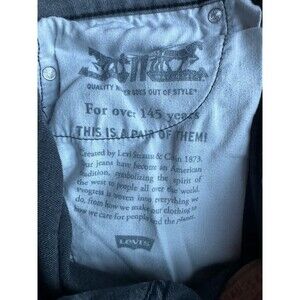 QUALITY NEVER GOES OUT OF STYLE
For over 145 years
THIS IS A PAIR OF THEM!
Created by Levi Strauss & Co. in 1873.
Our jeans have become an American
tradition, symbolizing the spirit of
the west to people all over the world.
Progress is woven into everything we
do, from how we make our clothing to
how we care for people and the planet.
LEVI'S